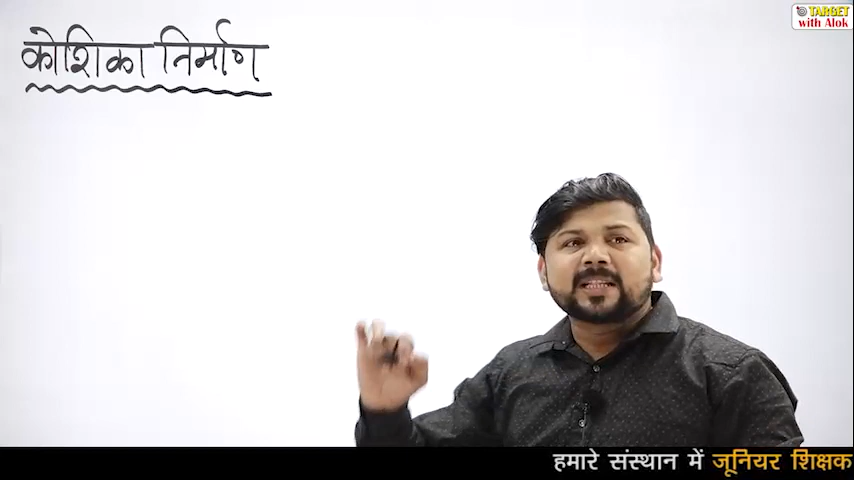 कोशिका निर्माण
TARGET
with Alok
हमारे संस्थान में जूनियर शिक्षक